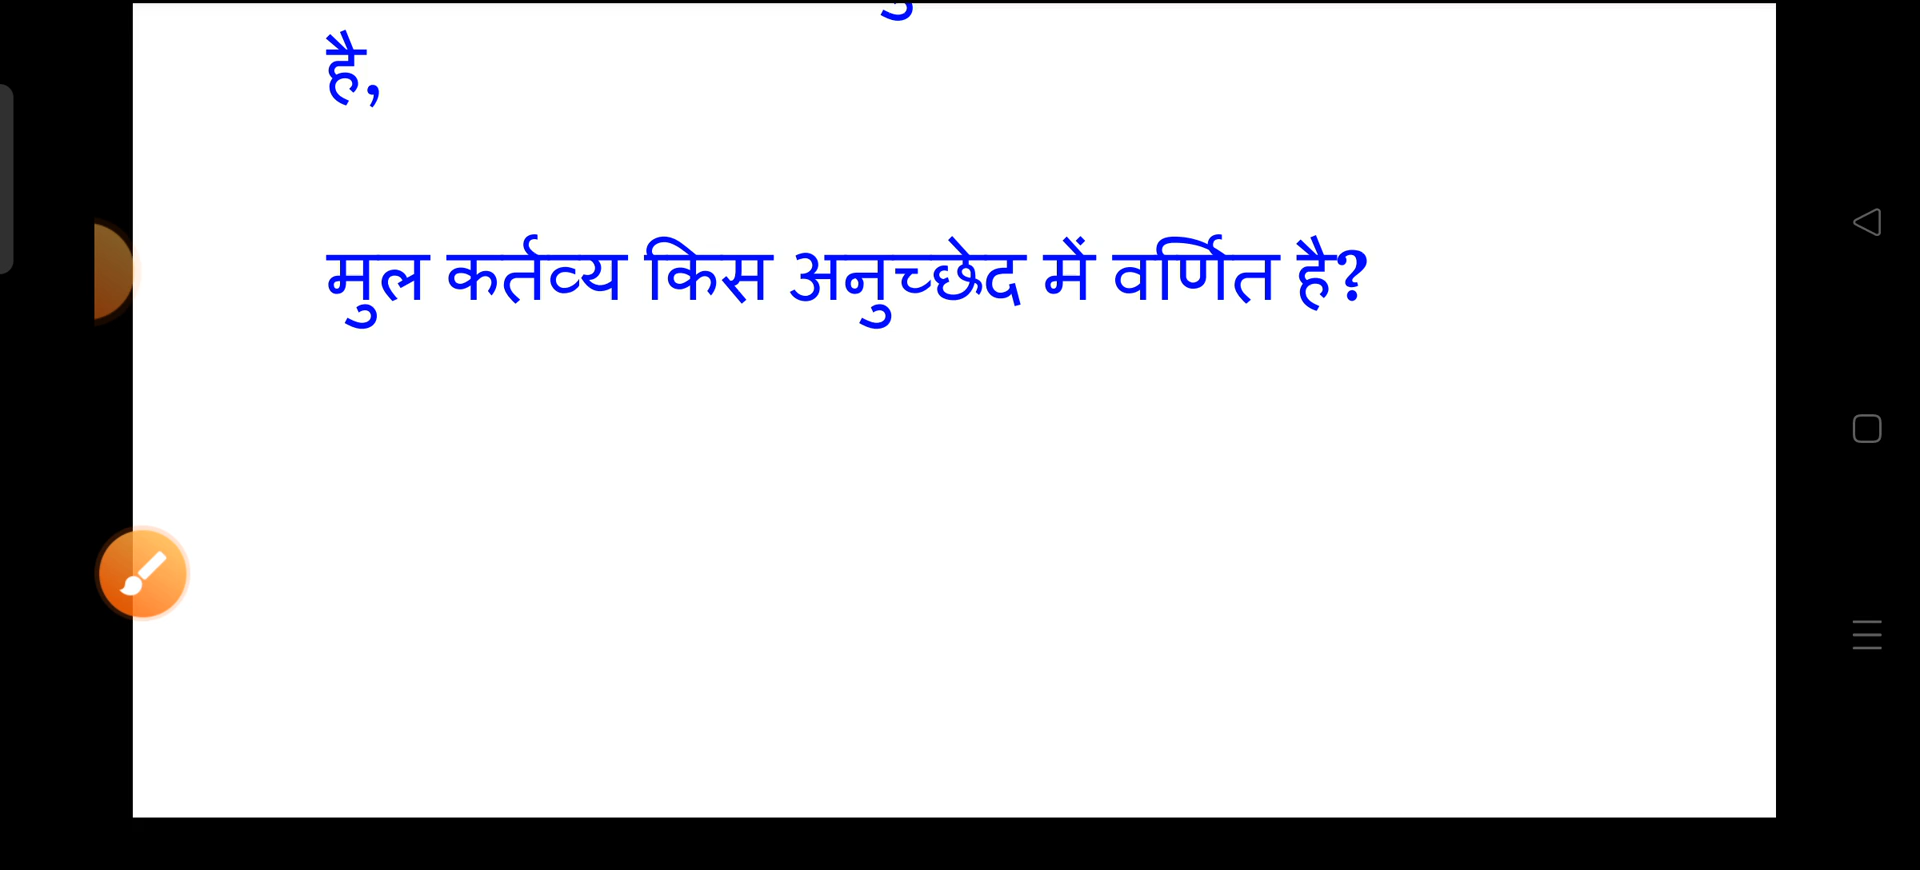 है,
मुल कर्तव्य किस अनुच्छेद में वर्णित है?